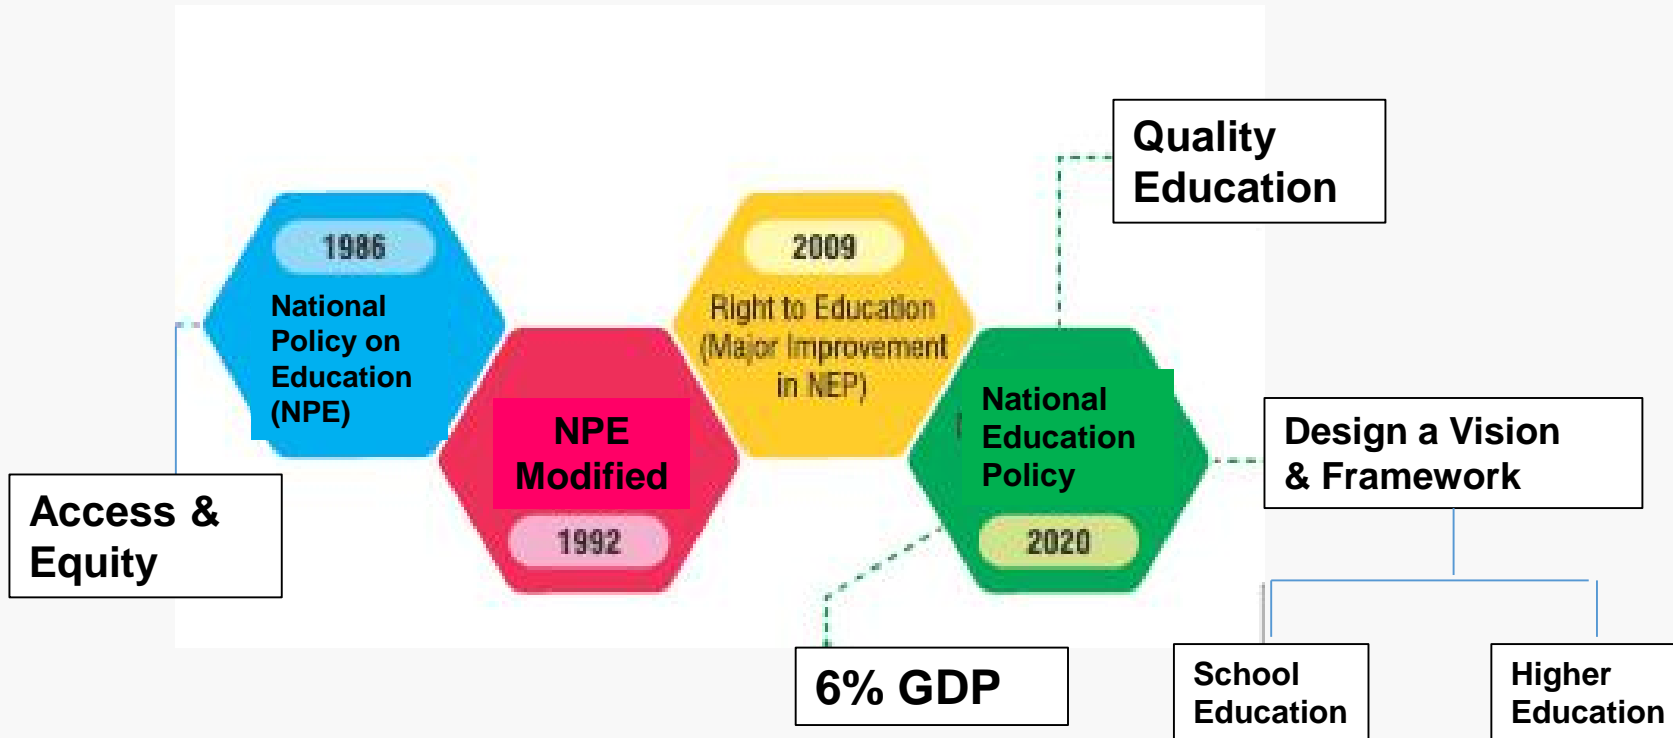 1986
National
Policy on
Education
(NPE)
Access &
Equity
NPE
Modified
1992
2009
Right to Education
(Major Improvement
in NEP)
National
Education
Policy
2020
Quality
Education
Design a Vision
& Framework
6% GDP
School
Education
Higher
Education